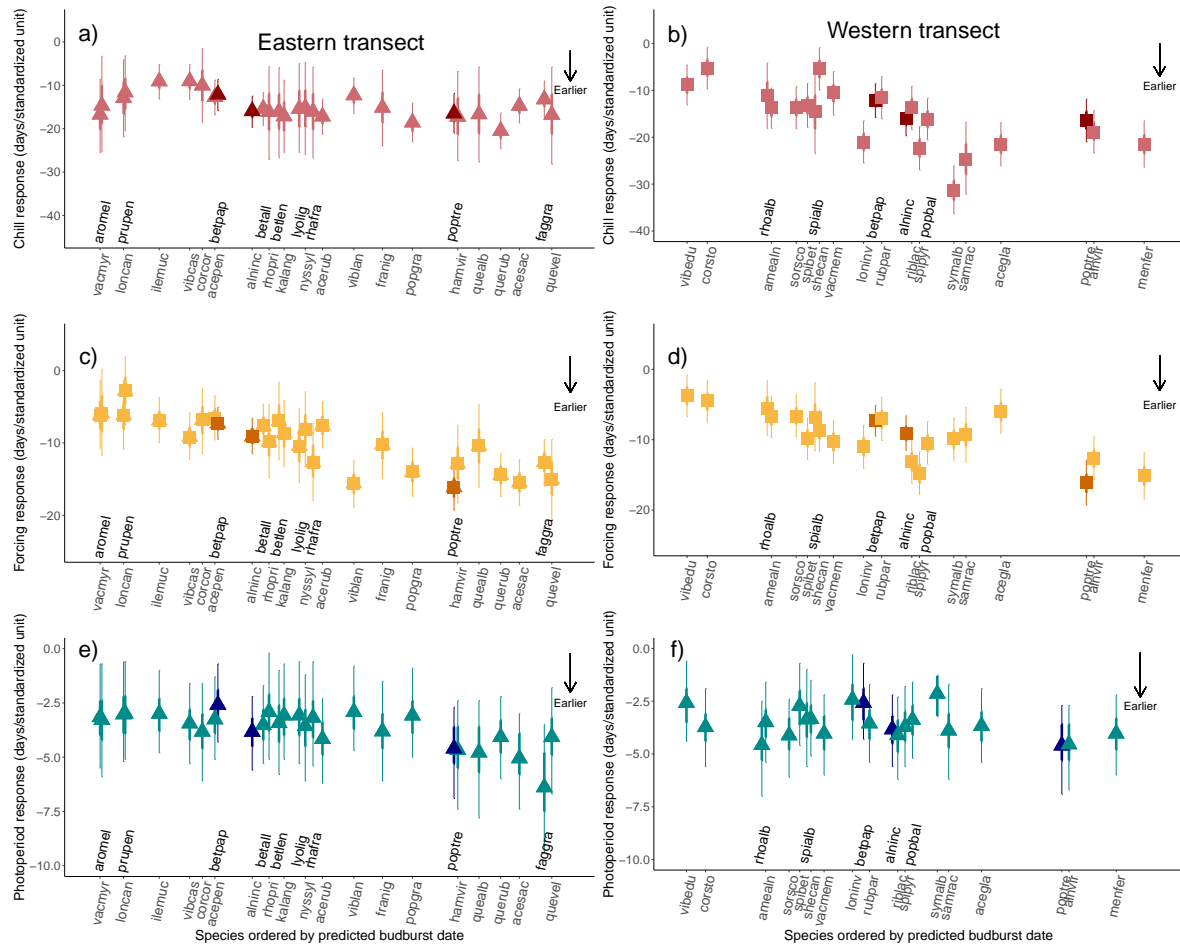 a)
Eastern transect
Earlier
Chill response (days/standardized unit)
0
−10
−20
−30
−40
aromel
prupen
betpap
betall
betlen
lyolig
rhafra
poptre
faggra
vacmyr
loncan
ilemuc
vibcas
corcor
acepen
alninc
rhopri
kalang
nyssyl
acerub
viblan
franig
popgra
hamvir
quealb
querub
acesac
quevel
b)
Western transect
Earlier
Chill response (days/standardized unit)
0
−10
−20
−30
−40
rhoalb
spialb
betpap
alninc
popbal
vibedu
corsto
amealn
sorsco
spibet
shecan
vacmem
loninv
rubpar
riblac
spipyr
symalb
samrac
acegla
poptre
alnvir
menfer
c)
Earlier
Forcing response (days/standardized unit)
0
−10
−20
aromel
prupen
betpap
betall
betlen
lyolig
rhafra
poptre
faggra
vacmyr
loncan
ilemuc
vibcas
corcor
acepen
alninc
rhopri
kalang
nyssyl
acerub
viblan
franig
popgra
hamvir
quealb
querub
acesac
quevel
d)
Earlier
Forcing response (days/standardized unit)
0
−10
−20
rhoalb
spialb
betpap
alninc
popbal
vibedu
corsto
amealn
sorsco
spibet
shecan
vacmem
loninv
rubpar
riblac
spipyr
symalb
samrac
acegla
poptre
alnvir
menfer
e)
Earlier
Photoperiod response (days/standardized unit)
0.0
−2.5
−5.0
−7.5
−10.0
aromel
prupen
betpap
betall
betlen
lyolig
rhafra
poptre
faggra
vacmyr
loncan
ilemuc
vibcas
corcor
acepen
alninc
rhopri
kalang
nyssyl
acerub
viblan
franig
popgra
hamvir
quealb
querub
acesac
quevel
Species ordered by predicted budburst date
f)
Earlier
Photoperiod response (days/standardized unit)
0.0
−2.5
−5.0
−7.5
−10.0
rhoalb
spialb
betpap
alninc
popbal
vibedu
corsto
amealn
sorsco
spibet
shecan
vacmem
loninv
rubpar
riblac
spipyr
symalb
samrac
acegla
poptre
alnvir
menfer
Species ordered by predicted budburst date